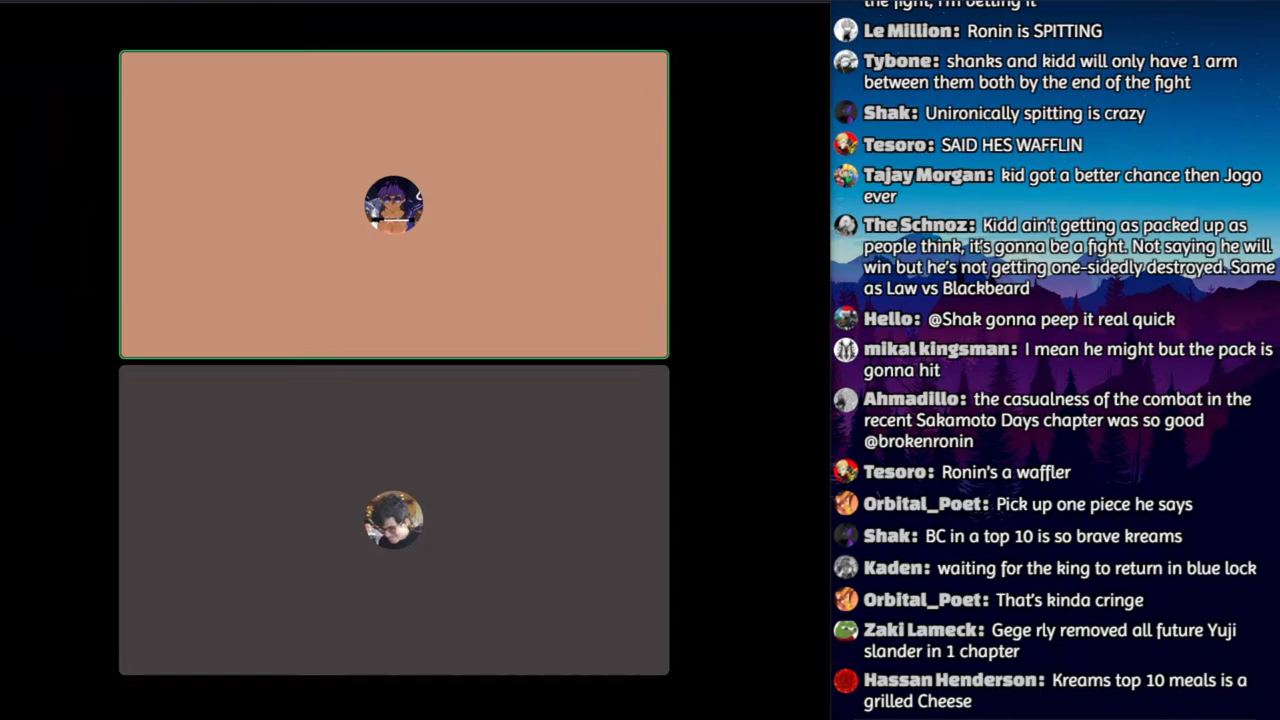 the fight, I'm betting it
Le Million: Ronin is SPITTING
Tybone: shanks and kidd will only have 1 arm
between them both by the end of the fight
Shak: Unironically spitting is crazy
Tesoro: SAID HES WAFFLIN
Tajay Morgan: kid got a better chance then Jogo
ever
The Schnoz: Kidd ain't getting as packed up as
people think, it's gonna be a fight. Not saying he will
win but he's not getting one-sidedly destroyed. Same
as Law vs Blackbeard
Hello: @Shak gonna peep it real quick
mikal kingsman: I mean he might but the pack is
gonna hit
Ahmadillo: the casualness of the combat in the
recent Sakamoto Days chapter was so good
@brokenronin
Tesoro: Ronin's a waffler
Orbital_Poet: Pick up one piece he says
Shak: BC in a top 10 is so brave kreams
Kaden: waiting for the king to return in blue lock
Orbital_Poet: That's kinda cringe
Zaki Lameck: Gege rly removed all future Yuji
slander in 1 chapter
Hassan Henderson: Kreams top 10 meals is a
grilled Cheese